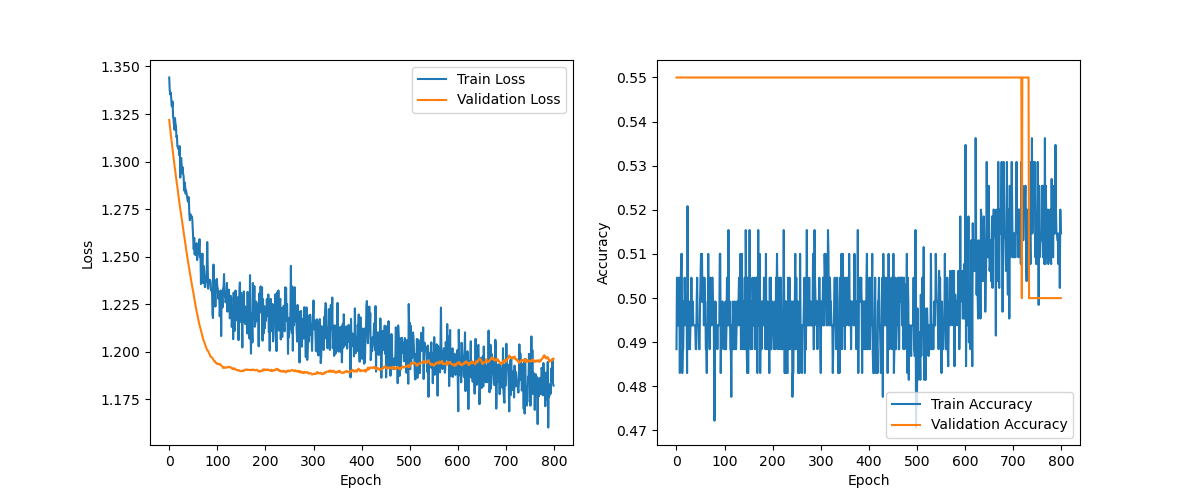 1.350
1.325
1.300
1.275
1.250
1.225
1.200
1.175
Loss
0 100 200 300 400 500 600 700 800
Epoch
Train Loss
Validation Loss
0.55
0.54
0.53
0.52
0.51
0.50
0.49
0.48
0.47
Accuracy
0 100 200 300 400 500 600 700 800
Epoch
Train Accuracy
Validation Accuracy